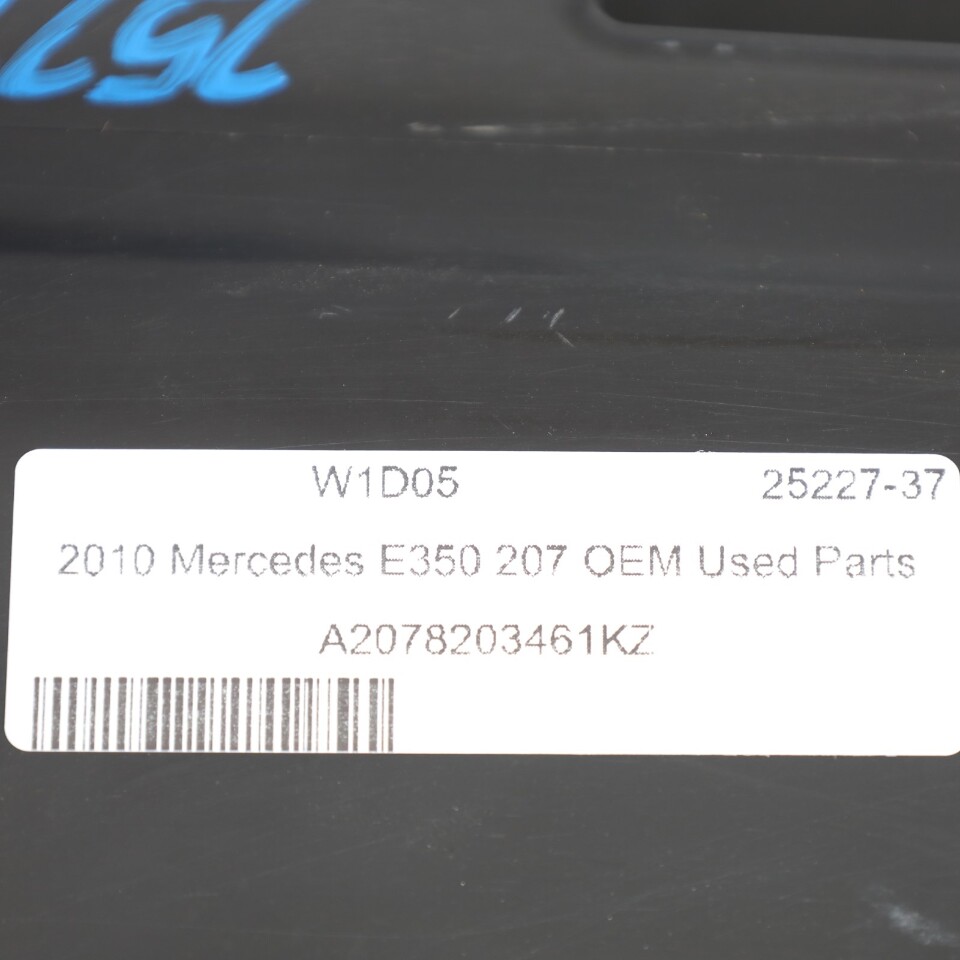 W1D05 25227-37
2010 Mercedes E350 207 OEM Used Parts
A2078203461KZ